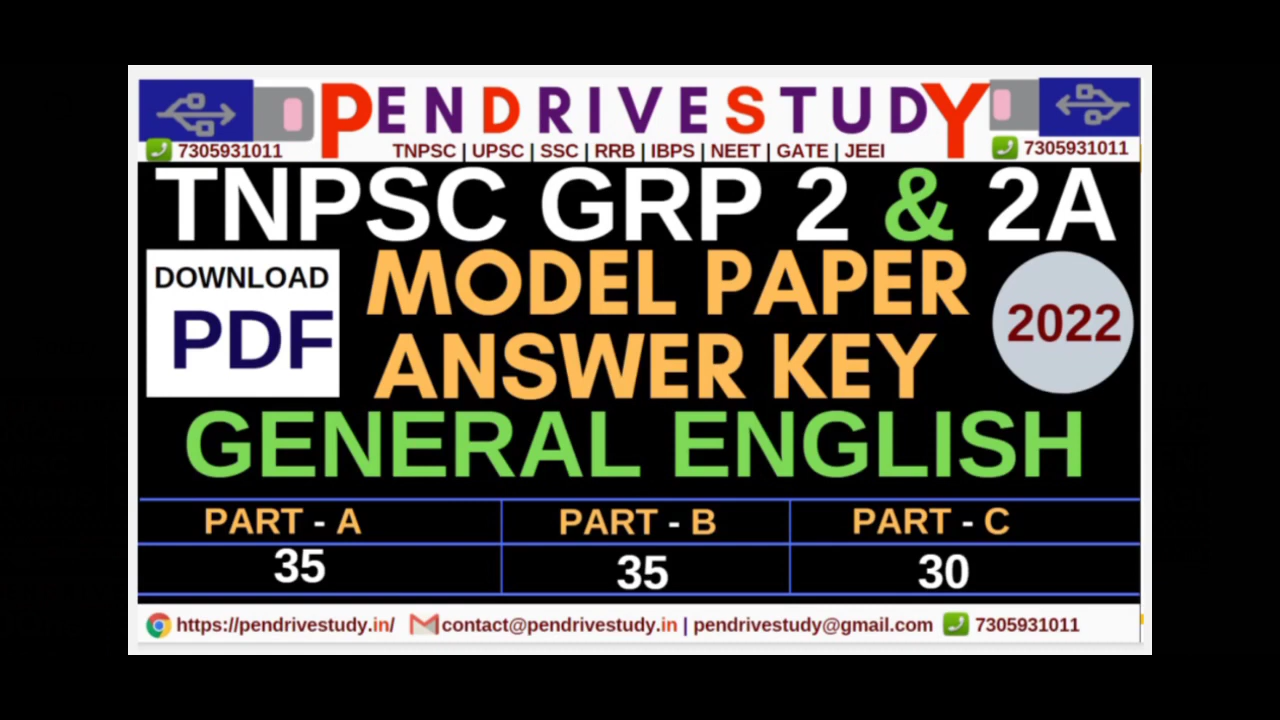 PENDRIVESTUDY
7305931011
TNPSC | UPSC | SSC | RRB | IBPS | NEET | GATE | JEEI
7305931011
TNPSC GRP 2 & 2A
DOWNLOAD
PDF
MODEL PAPER
ANSWER KEY
2022
GENERAL ENGLISH
PART - A PART - B PART - C
35 35 30
https://pendrivestudy.in/ contact@pendrivestudy.in | pendrivestudy@gmail.com 7305931011